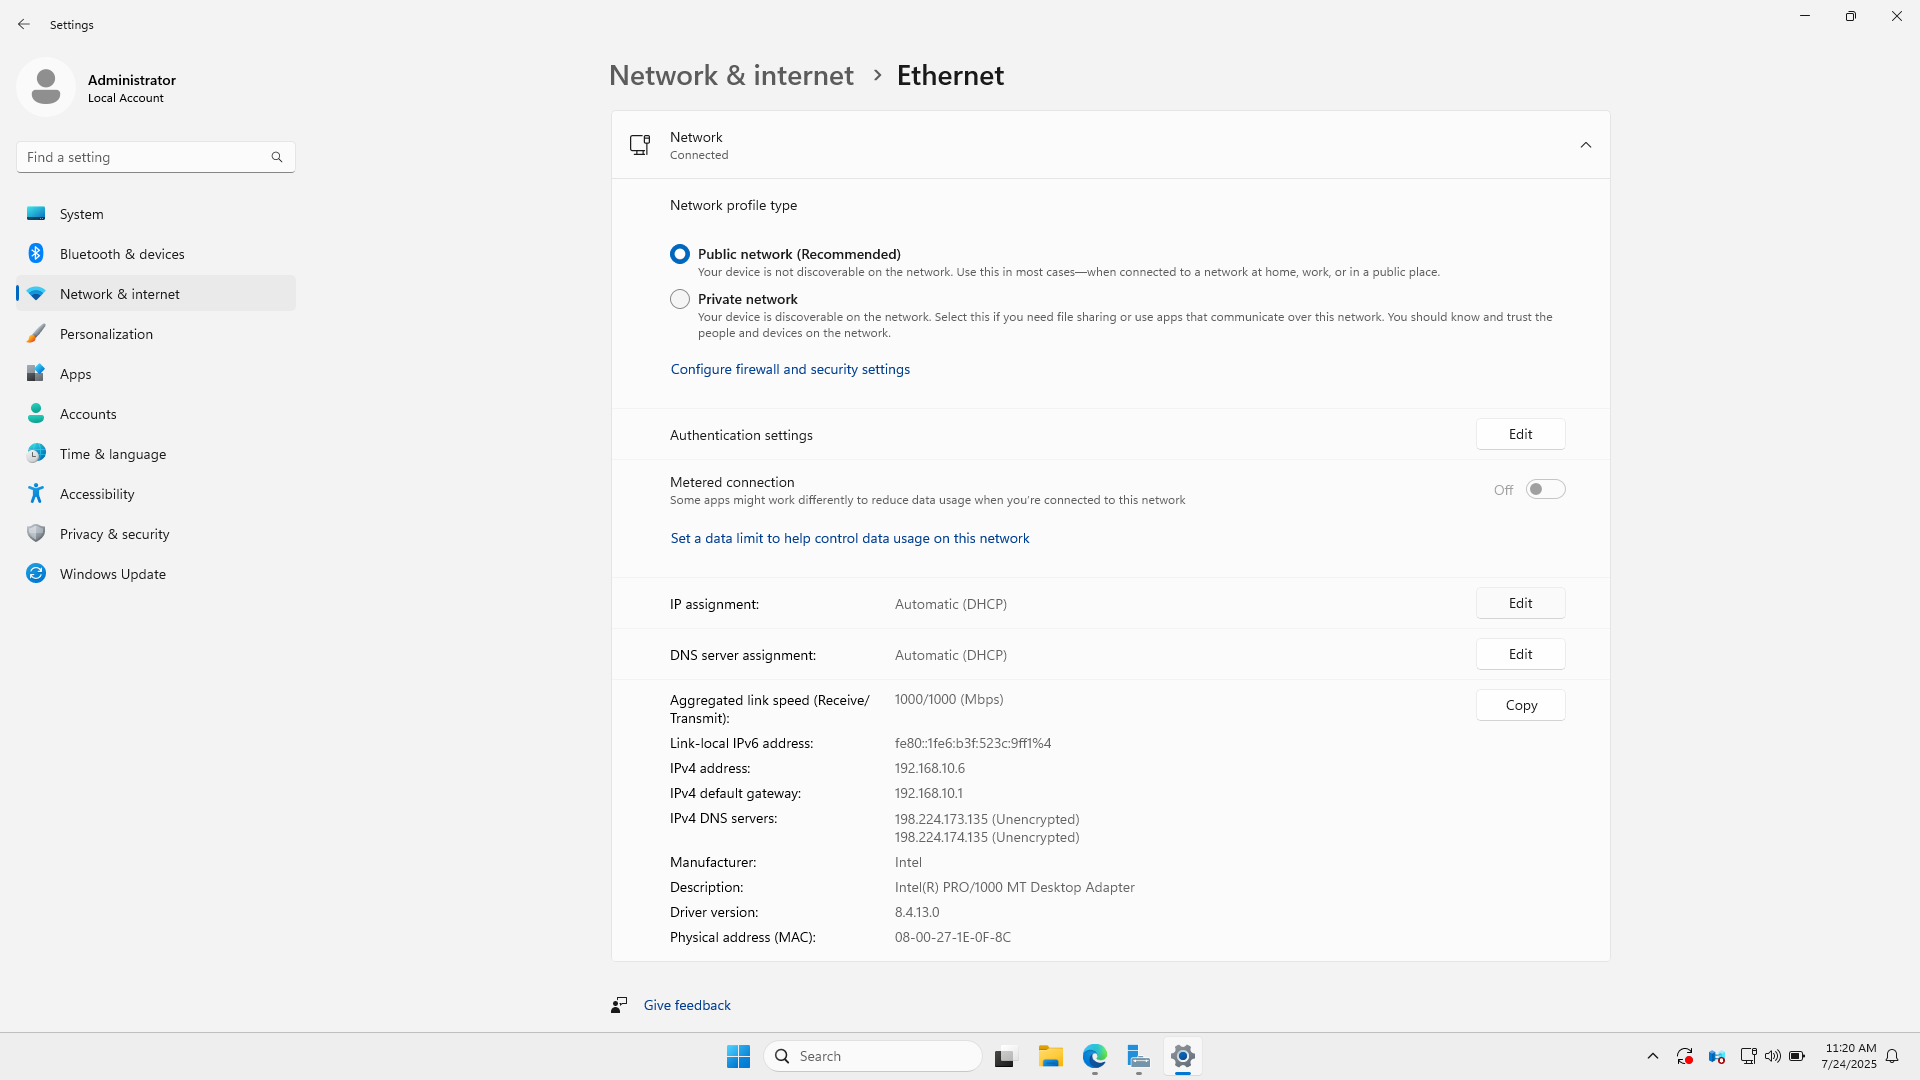 Settings
Administrator
Local Account
Find a setting
System
Bluetooth & devices
Network & internet
Personalization
Apps
Accounts
Time & language
Accessibility
Privacy & security
Windows Update
Network & internet > Ethernet
Network
Connected
Network profile type
Public network (Recommended)
Your device is not discoverable on the network. Use this in most cases—when connected to a network at home, work, or in a public place.
Private network
Your device is discoverable on the network. Select this if you need file sharing or use apps that communicate over this network. You should know and trust the
people and devices on the network.
Configure firewall and security settings
Authentication settings
Edit
Metered connection
Some apps might work differently to reduce data usage when you're connected to this network
Off
Set a data limit to help control data usage on this network
IP assignment: Automatic (DHCP)
Edit
DNS server assignment: Automatic (DHCP)
Edit
Aggregated link speed (Receive/ 1000/1000 (Mbps)
Transmit):
Copy
Link-local IPv6 address: fe80::1fe6:b3f:523c:9ff1%4
IPv4 address: 192.168.10.6
IPv4 default gateway: 192.168.10.1
IPv4 DNS servers: 198.224.173.135 (Unencrypted)
198.224.174.135 (Unencrypted)
Manufacturer: Intel
Description: Intel(R) PRO/1000 MT Desktop Adapter
Driver version: 8.4.13.0
Physical address (MAC): 08-00-27-1E-0F-8C
Give feedback
Search
11:20 AM
7/24/2025